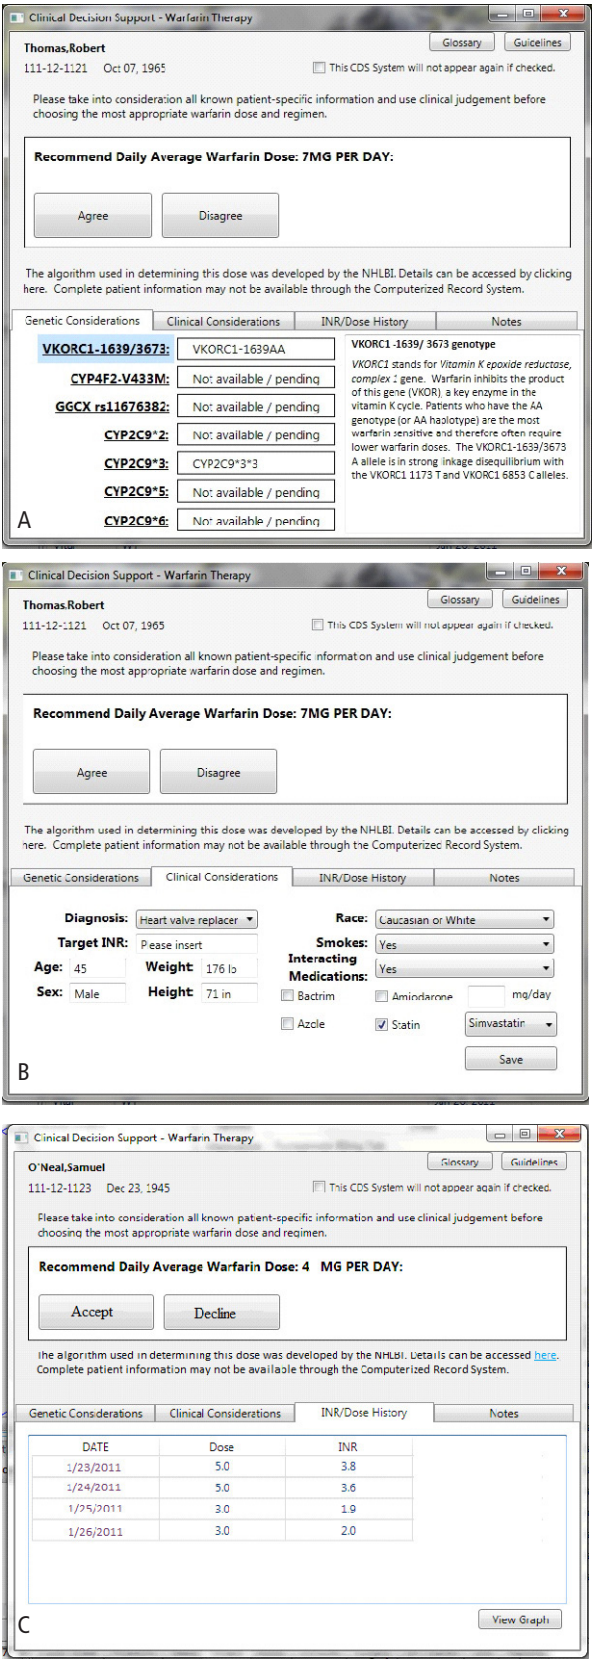 Clinical Decision Support - Warfarin Therapy
Thomas,Robert
Glossary Guidelines
111-12-1121 Oct 07, 1965
This CDS System will not appear again if checked.
Please take into consideration all known patient-specific information and use clinical judgement before
choosing the most appropriate warfarin dose and regimen.
Recommend Daily Average Warfarin Dose: 7MG PER DAY:
Agree Disagree
The algorithm used in determining this dose was developed by the NHLBI. Details can be accessed by clicking
here. Complete patient information may not be available through the Computerized Record System.
Genetic Considerations Clinical Considerations INR/Dose History Notes
VKORC1-1639/3673: VKORC1-1639AA
CYP4F2-V433M: Not available / pending
GGCX rs11676382: Not available / pending
CYP2C9*2: Not available / pending
CYP2C9*3: CYP2C9*3*3
CYP2C9*5: Not available / pending
CYP2C9*6: Not available / pending
VKORC1 -1639/ 3673 genotype
VKORC1 stands for Vitamin K epoxide reductase,
complex 1 gene. Warfarin inhibits the product
of this gene (VKOR), a key enzyme in the
vitamin K cycle. Patients who have the AA
genotype (or AA haplotype) are the most
warfarin sensitive and therefore often require
lower warfarin doses. The VKORC1-1639/3673
A allele is in strong linkage disequilibrium with
the VKORC1 1173 T and VKORC1 6853 C alleles.
A
Clinical Decision Support - Warfarin Therapy
Thomas,Robert
Glossary Guidelines
111-12-1121 Oct 07, 1965
This CDS System will not appear again if checked.
Please take into consideration all known patient-specific information and use clinical judgement before
choosing the most appropriate warfarin dose and regimen.
Recommend Daily Average Warfarin Dose: 7MG PER DAY:
Agree Disagree
The algorithm used in determining this dose was developed by the NHLBI. Details can be accessed by clicking
here. Complete patient information may not be available through the Computerized Record System.
Genetic Considerations Clinical Considerations INR/Dose History Notes
Diagnosis: Heart valve replacer
Target INR: Please insert
Age: 45 Weight: 176 lb
Sex: Male Height: 71 in
Race: Caucasian or White
Smokes: Yes
Interacting
Medications: Yes
Bactrim Amiodarone mg/day
Azole Statin Simvastatin
Save
B
Clinical Decision Support - Warfarin Therapy
O'Neal,Samuel
Glossary Guidelines
111-12-1123 Dec 23, 1945
This CDS System will not appear again if checked.
Please take into consideration all known patient-specific information and use clinical judgement before
choosing the most appropriate warfarin dose and regimen.
Recommend Daily Average Warfarin Dose: 4 MG PER DAY:
Accept Decline
The algorithm used in determining this dose was developed by the NHLBI. Details can be accessed here.
Complete patient information may not be available through the Computerized Record System.
Genetic Considerations Clinical Considerations INR/Dose History Notes
DATE Dose INR
1/23/2011 5.0 3.8
1/24/2011 5.0 3.6
1/25/2011 3.0 1.9
1/26/2011 3.0 2.0
View Graph
C